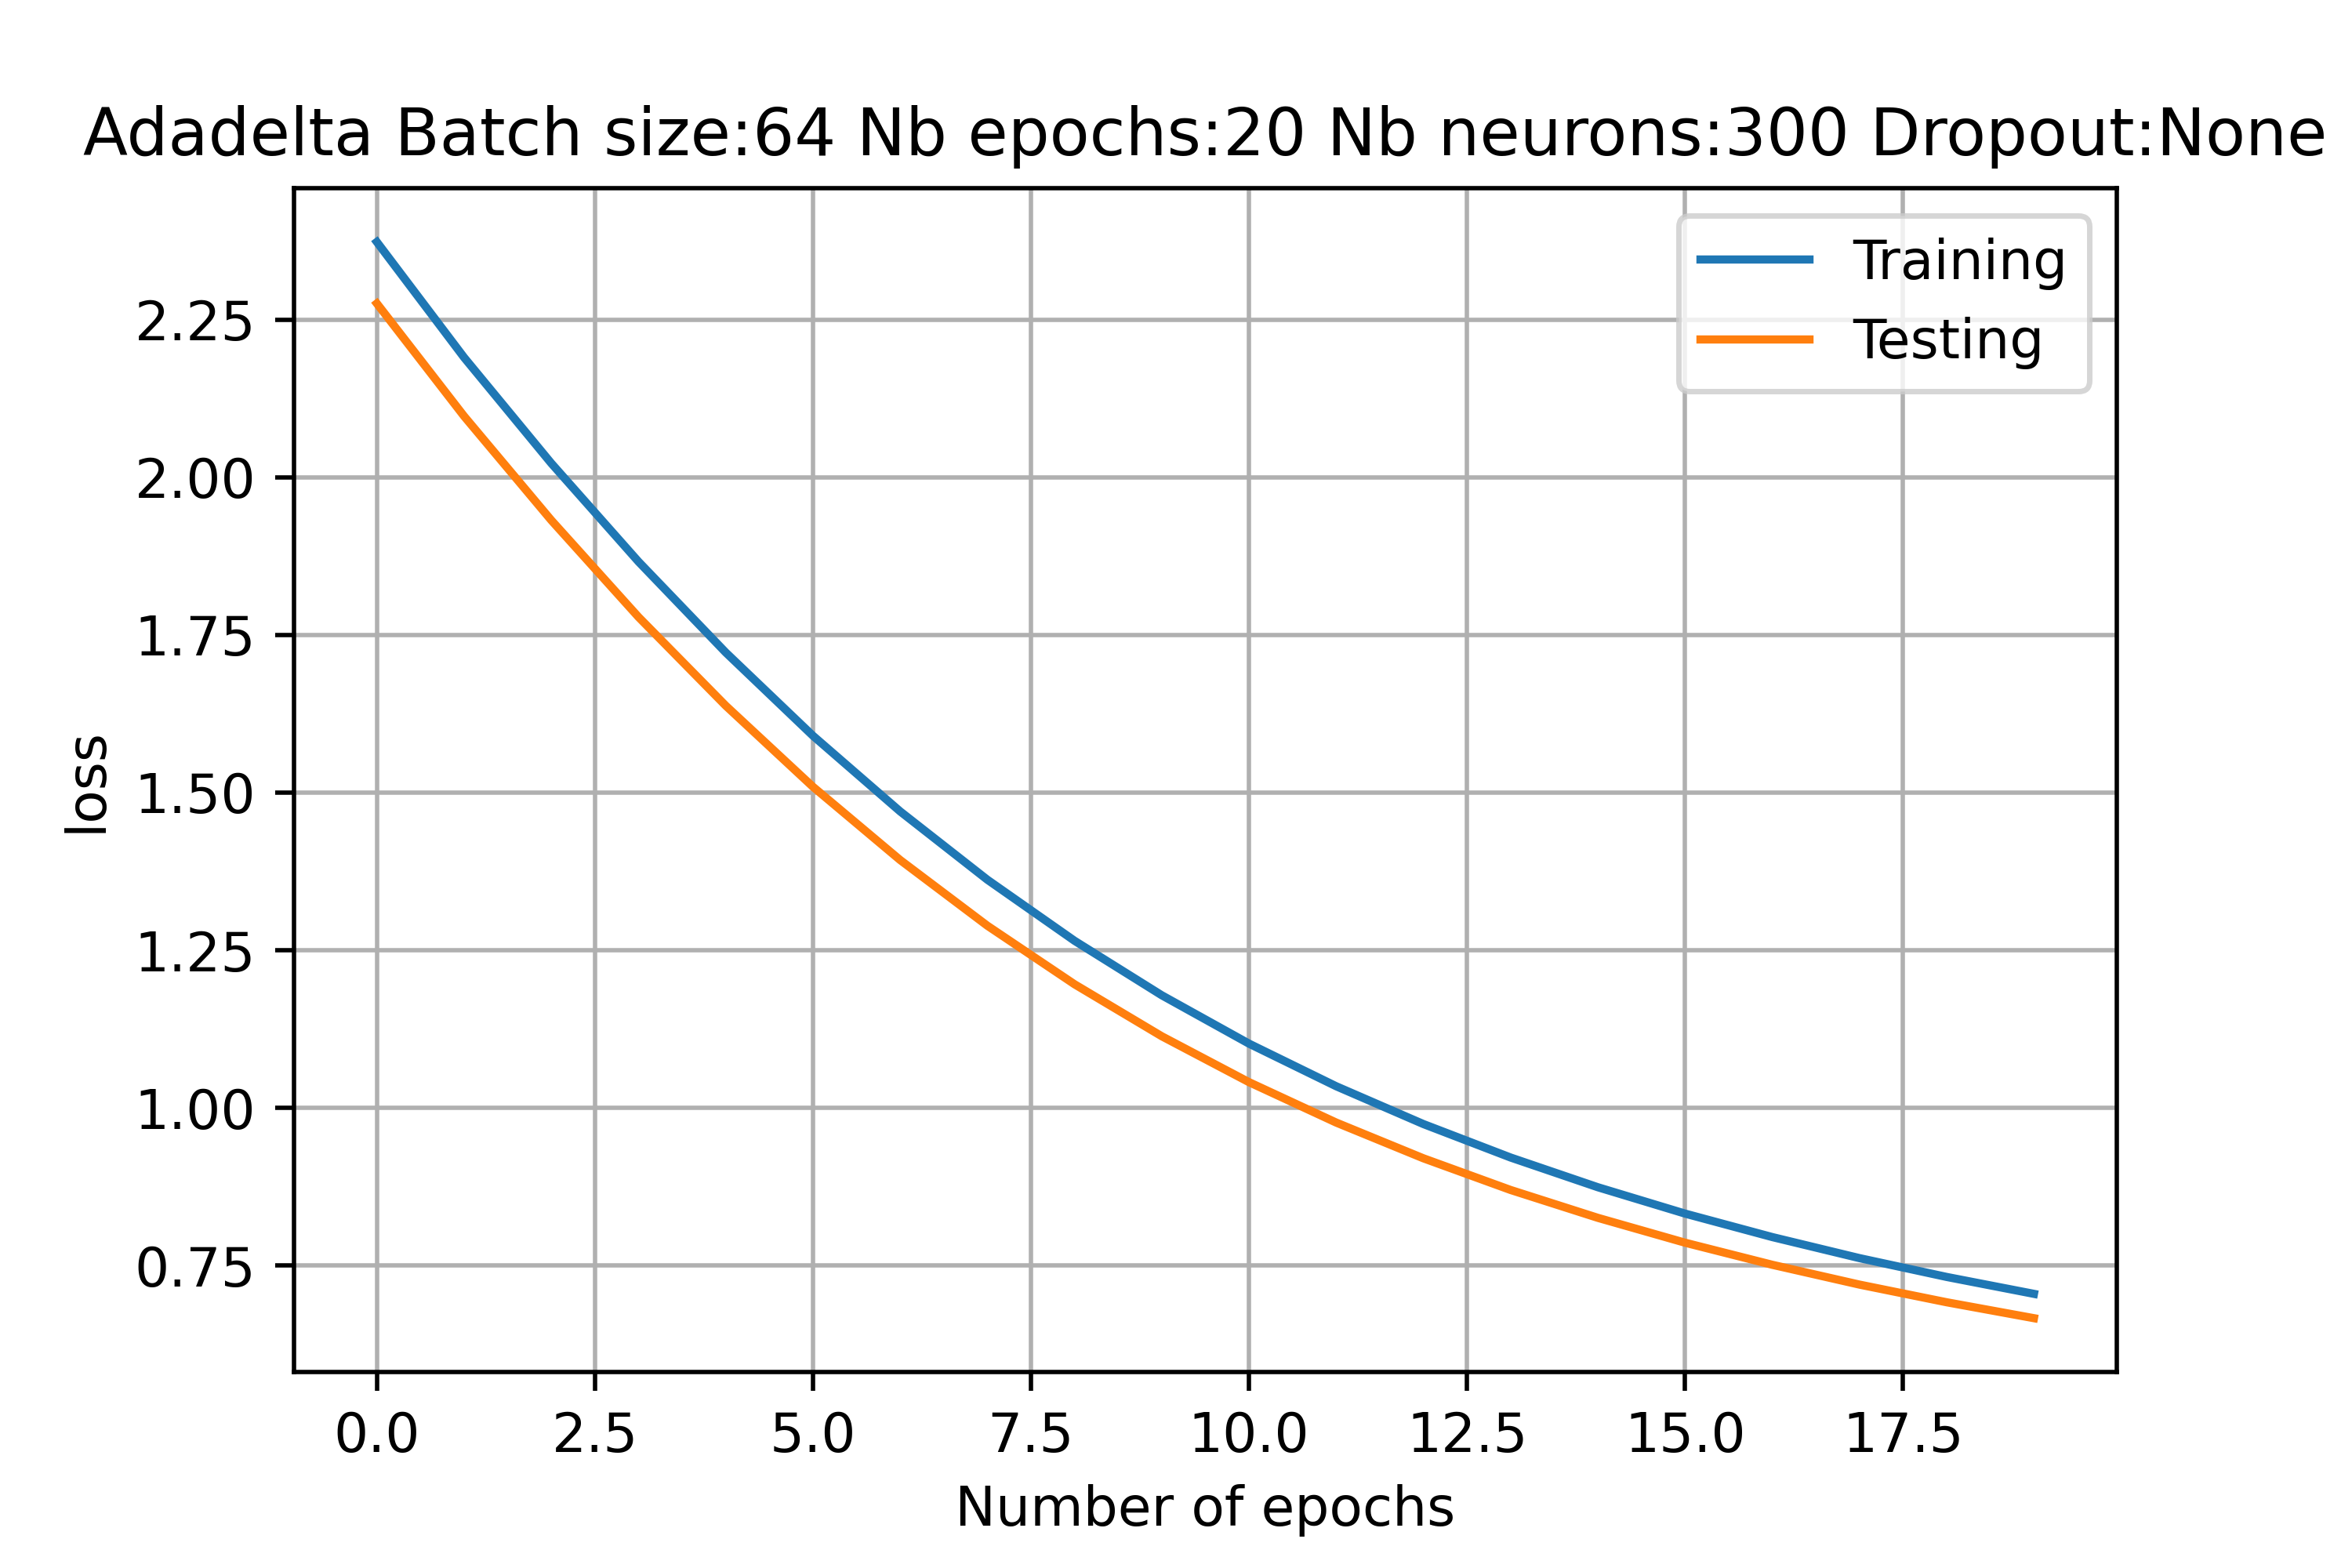 Adadelta Batch size:64 Nb epochs:20 Nb neurons:300 Dropout:None
Training
Testing
2.25
2.00
1.75
1.50
1.25
1.00
0.75
loss
0.0 2.5 5.0 7.5 10.0 12.5 15.0 17.5
Number of epochs